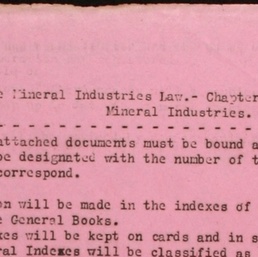 Mineral Industries Law.- Chapter
Mineral Industries.
attached documents must be bound a
be designated with the number of t
correspond.
on will be made in the indexes of
General Books.
xes will be kept on cards and in s
ral Indexes will be classified as